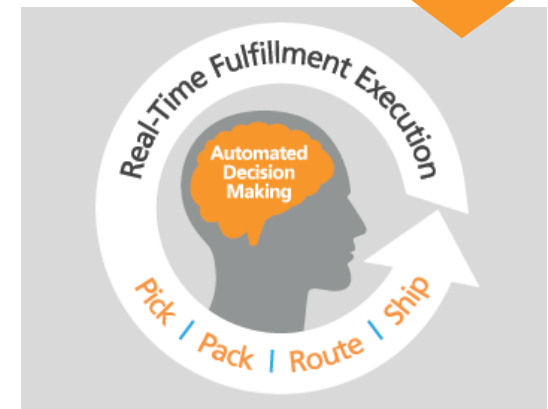 Real-Time Fulfillment Execution
Automated
Decision
Making
Pick | Pack | Route | Ship